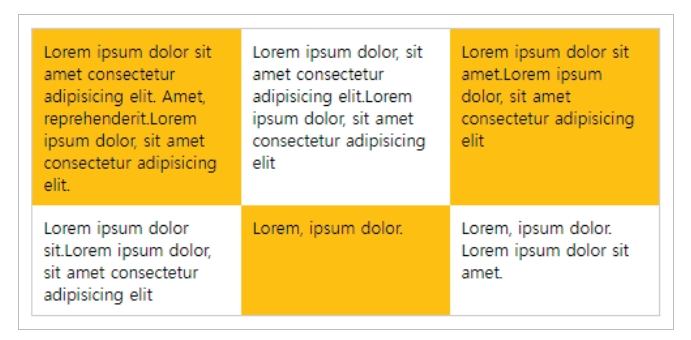 Lorem ipsum dolor sit
amet consectetur
adipisicing elit. Amet,
reprehenderit.Lorem
ipsum dolor, sit amet
consectetur adipisicing
elit.
Lorem ipsum dolor, sit
amet consectetur
adipisicing elit.Lorem
ipsum dolor, sit amet
consectetur adipisicing
elit
Lorem ipsum dolor sit
amet.Lorem ipsum
dolor, sit amet
consectetur adipisicing
elit
Lorem ipsum dolor
sit.Lorem ipsum dolor,
sit amet consectetur
adipisicing elit
Lorem, ipsum dolor.
Lorem, ipsum dolor.
Lorem ipsum dolor sit
amet.